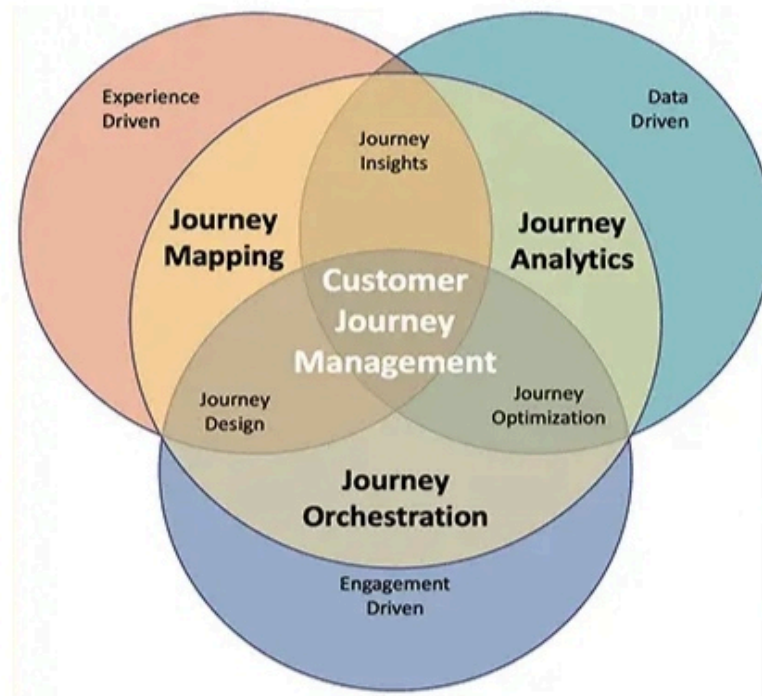 Experience
Driven
Data
Driven
Journey
Insights
Journey
Mapping
Journey
Analytics
Customer
Journey
Management
Journey
Design
Journey
Optimization
Journey
Orchestration
Engagement
Driven